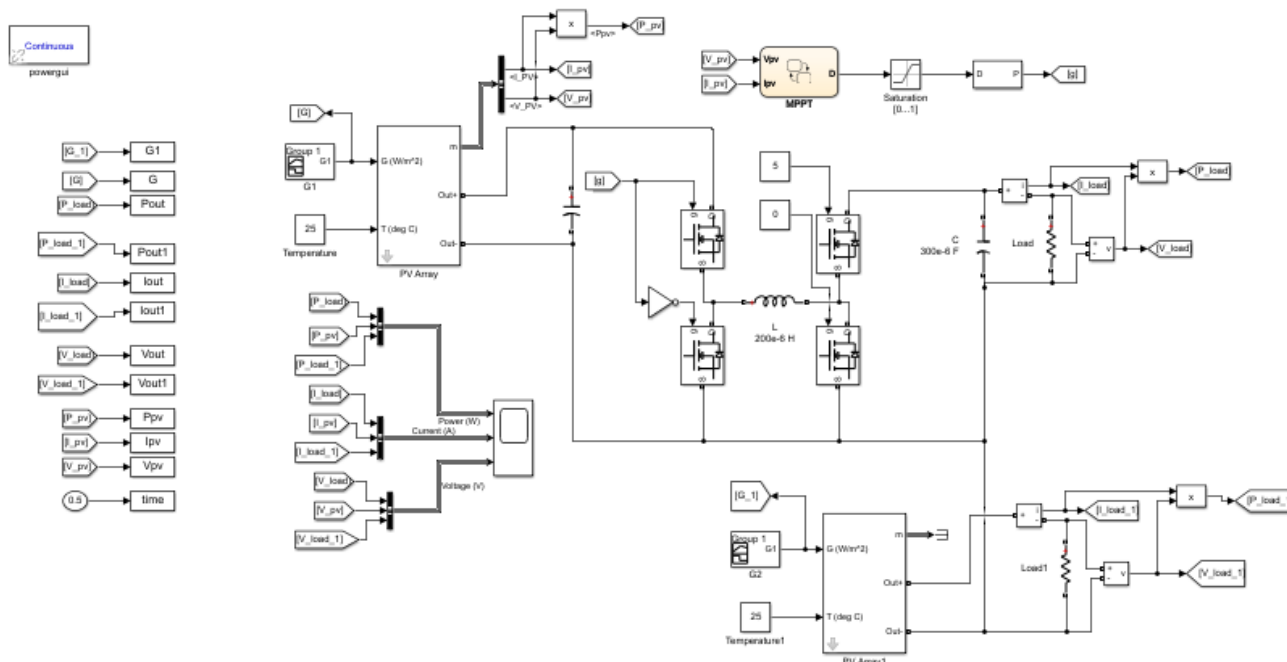 Continuous
powergui
[G_1]
G1
[G]
G
[P_load]
Pout
[P_load_1]
Pout1
[I_load]
Iout
[I_load_1]
Iout1
[V_load]
Vout
[V_load_1]
Vout1
[P_pv]
Ppv
[I_pv]
Ipv
[V_pv]
Vpv
0.5
time
[G]
Group 1
G1
G1
25
Temperature
G (W/m^2)
T (deg C)
m
Out+
Out-
PV Array
<I_PV>
<V_PV>
x
<Ppv>
[P_pv]
[I_pv]
[V_pv]
[V_pv]
[I_pv]
Vpv
Ipv
D
MPPT
Saturation
[0...1]
D
P
[g]
[g]
5
0
g
D
S
g
D
S
g
D
S
g
D
S
L
200e-6 H
C
300e-6 F
+
i
-
[I_load]
Load
+
-
v
x
[P_load]
[V_load]
[P_load]
[P_pv]
[P_load_1]
Power (W)
[I_load]
[I_pv]
[I_load_1]
Current (A)
[V_load]
[V_pv]
[V_load_1]
Voltage (V)
[G_1]
Group 1
G1
G2
25
Temperature1
G (W/m^2)
T (deg C)
m
Out+
Out-
PV Array1
+
i
-
[I_load_1]
Load1
+
-
v
x
[V_load_1]